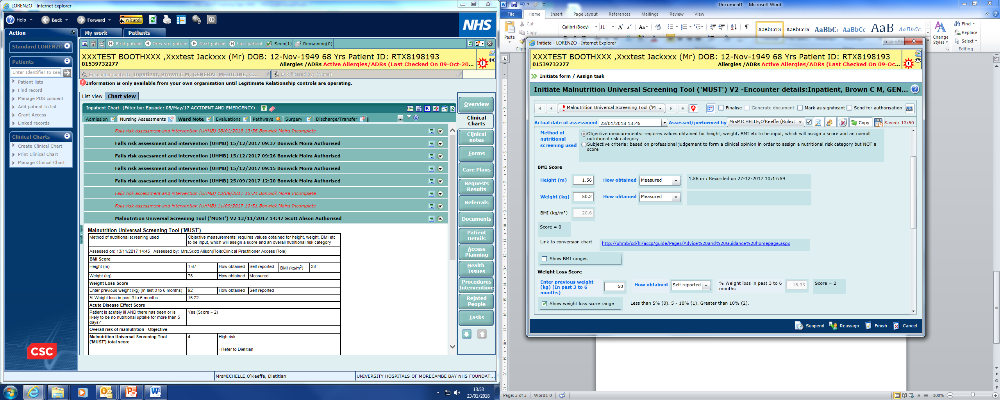 LORENZO - Internet Explorer
Help
Back
Forward
Wizard
NHS
Action
My work
Patients
Standard LORENZO
First patient
Previous patient
Next patient
Last patient
Seen(1)
Remaining(0)
XXXTEST BOOTHXXX ,Xxxtest Jackxxx (Mr) DOB: 12-Nov-1949 68 Yrs Patient ID: RTX8198193
01539732277
Allergies /ADRs Active Allergies/ADRs (Last Checked On 09-Oct-20...
RTT
Encounter context: Inpatient, Brown C M, GENERAL MEDICINE, G...
EPR filtered by: (None)
Information is only available from your own organisation until Legitimate Relationship controls are operating.
Patients
Enter Identifier to sea
Patient lists
Find record
Manage PDS consent
Add patient to list
Grant Access
Linked records
Clinical Charts
Create Clinical Chart
Print Clinical Chart
Manage Clinical Chart
CSC
List view
Chart view
Inpatient Chart (Filter by: Episode: 05/May/17 ACCIDENT AND EMERGENCY)
Admission
Nursing Assessments
Ward Note
Evaluations
Pathways
Surgery
Discharge/Transfer
Falls risk assessment and intervention (UHMB) 08/01/2018 13:36 Bonwick Moira Incomplete
Falls risk assessment and intervention (UHMB) 15/12/2017 09:37 Bonwick Moira Authorised
Falls risk assessment and intervention (UHMB) 15/12/2017 09:26 Bonwick Moira Authorised
Falls risk assessment and intervention (UHMB) 15/12/2017 09:15 Bonwick Moira Authorised
Falls risk assessment and intervention (UHMB) 25/09/2017 12:20 Bonwick Moira Authorised
Falls risk assessment and intervention (UHMB) 13/09/2017 15:24 Bonwick Moira Incomplete
Falls risk assessment and intervention (UHMB) 11/09/2017 10:51 Bonwick Moira Incomplete
Malnutrition Universal Screening Tool ('MUST') V2 13/11/2017 14:47 Scott Alison Authorised
Malnutrition Universal Screening Tool ('MUST')
Method of nutritional screening used
Objective measurements: requires values obtained for height, weight, BMI etc
to be input, which will assign a score and an overall nutritional risk category
Assessed on: 13/11/2017 14:45 Assessed by: Mrs.Scott Alison(Role:Clinical Practitioner Access Role)
BMI Score
Height (m) 1.67 How obtained Self reported BMI (kg/m2) 28
Weight (kg) 78 How obtained Measured
Weight Loss Score
Enter previous weight (kg) (In last 3 to 6 months) 92 How obtained Self reported
% Weight loss in past 3 to 6 months 15.22
Acute Disease Effect Score
Patient is acutely ill AND there has been or is
likely to be no nutritional uptake for more than 5
days?
Yes (Score = 2)
Overall risk of malnutrition - Objective
Malnutrition Universal Screening Tool
('MUST') total score
4
High risk
- Refer to Dietitian
Overview
Clinical
Charts
Clinical
notes
Forms
Care Plans
Requests
Results
Referrals
Documents
Patient
Details
Access
Planning
Health
Issues
Procedures
Interventions
Related
People
Tasks
MrsMICHELLE,O'Keeffe, Dietitian
UNIVERSITY HOSPITALS OF MORECAMBE BAY NHS FOUNDAT...
13:53
23/01/2018
Document1 - Microsoft Word
File
Home
Insert
Page Layout
References
Mailings
Review
View
Paste
Cut
Copy
Calibri (Body)
11
AaBbCcDc
AaBbCcDc
AaBbC
AaBbCc
AaB
AaBbCc
Change
Styles
Find
Replace
Select
Editing
Initiate - LORENZO - Internet Explorer
XXXTEST BOOTHXXX ,Xxxtest Jackxxx (Mr) DOB: 12-Nov-1949 68 Yrs Patient ID: RTX8198193
01539732277
Allergies /ADRs Active Allergies/ADRs (Last Checked On 09-Oc...
RTT
Initiate form / Assign task
Initiate Malnutrition Universal Screening Tool ('MUST') V2 -Encounter details:Inpatient, Brown C M, GEN...
Malnutrition Universal Screening Tool ('M
Finalise
Generate document
Mark as significant
Send for authorisation
Actual date of assessment 23/01/2018 13:45
Assessed/performed by MrsMICHELLE,O'Keeffe (Role:D
Copy..
Saved: 13:50
Method of
nutritional
screening used
Objective measurements: requires values obtained for height, weight, BMI etc to be input, which will assign a score and an overall
nutritional risk category
Subjective criteria: based on professional judgement to form a clinical opinion in order to assign a nutritional risk category but NOT a
score
BMI Score
Height (m) 1.56 How obtained Measured 1.56 m : Recorded on 27-12-2017 10:17:59
Weight (kg) 50.2 How obtained Measured
BMI (kg/m²) 20.6
Score = 0
Link to conversion chart
http://uhmb/cd/hi/accp/guide/Pages/Advice%20and%20Guidance%20homepage.aspx
Show BMI ranges
Weight Loss Score
Enter previous weight
(kg) (In past 3 to 6
months)
60
How obtained Self reported
% Weight loss in past 3 to 6
months
16.33
Score = 2
Show weight loss score range
Less than 5% (0). 5 - 10% (1). Greater than 10% (2).
Suspend
Reassign
Finish
Cancel
Page: 3 of 3
Words: 0
100%